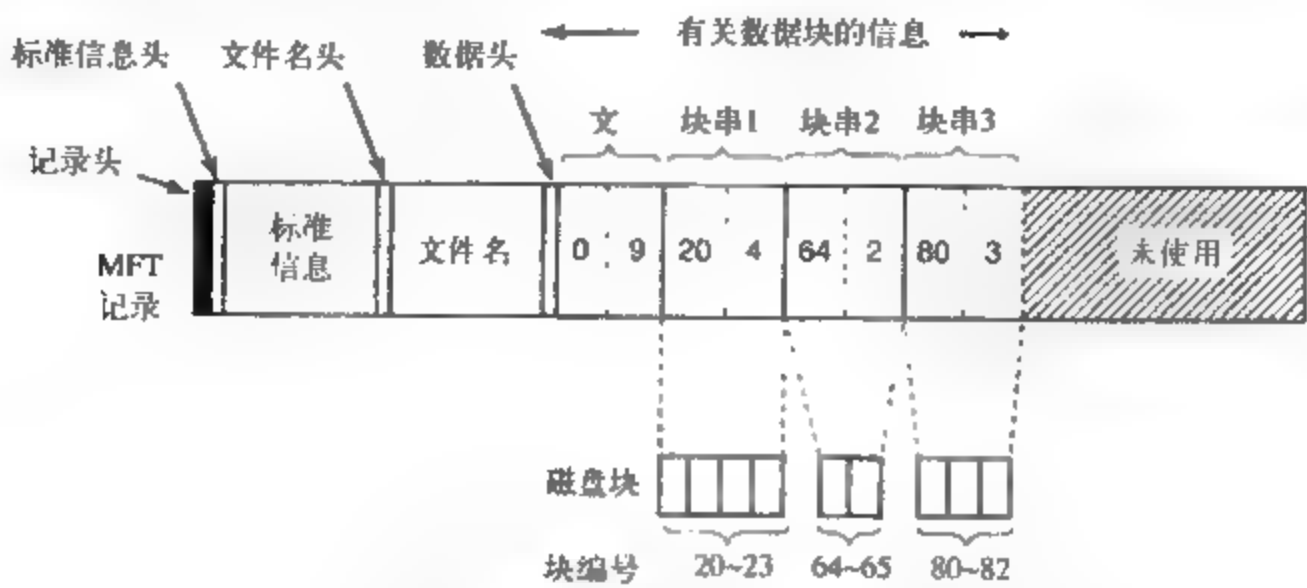 有关数据块的信息
标准信息头 文件名头 数据头
文 块串1 块串2 块串3
记录头
MFT
记录
标准
信息
文件名 0 9 20 4 64 2 80 3 未使用
磁盘块
块编号 20~23 64~65 80~82